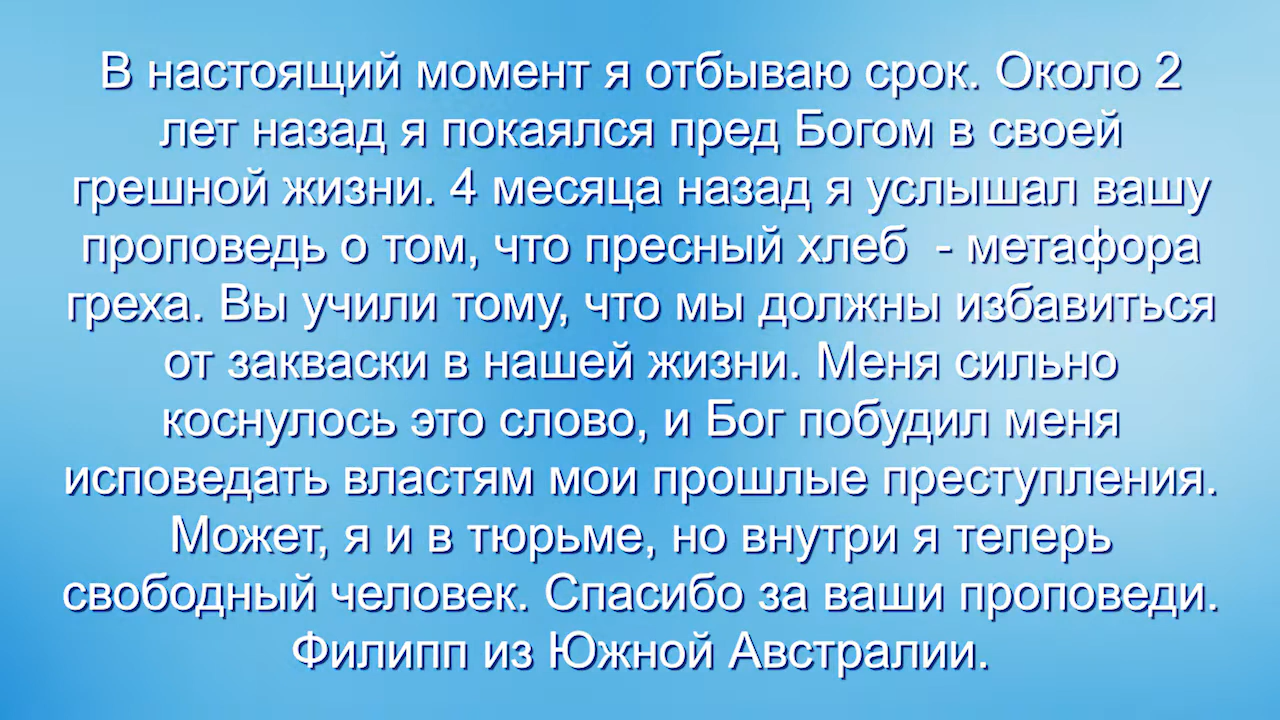 В настоящий момент я отбываю срок. Около 2
лет назад я покаялся пред Богом в своей
грешной жизни. 4 месяца назад я услышал вашу
проповедь о том, что пресный хлеб  - метафора
греха. Вы учили тому, что мы должны избавиться
от закваски в нашей жизни. Меня сильно
коснулось это слово, и Бог побудил меня
исповедать властям мои прошлые преступления.
Может, я и в тюрьме, но внутри я теперь
свободный человек. Спасибо за ваши проповеди.
Филипп из Южной Австралии.